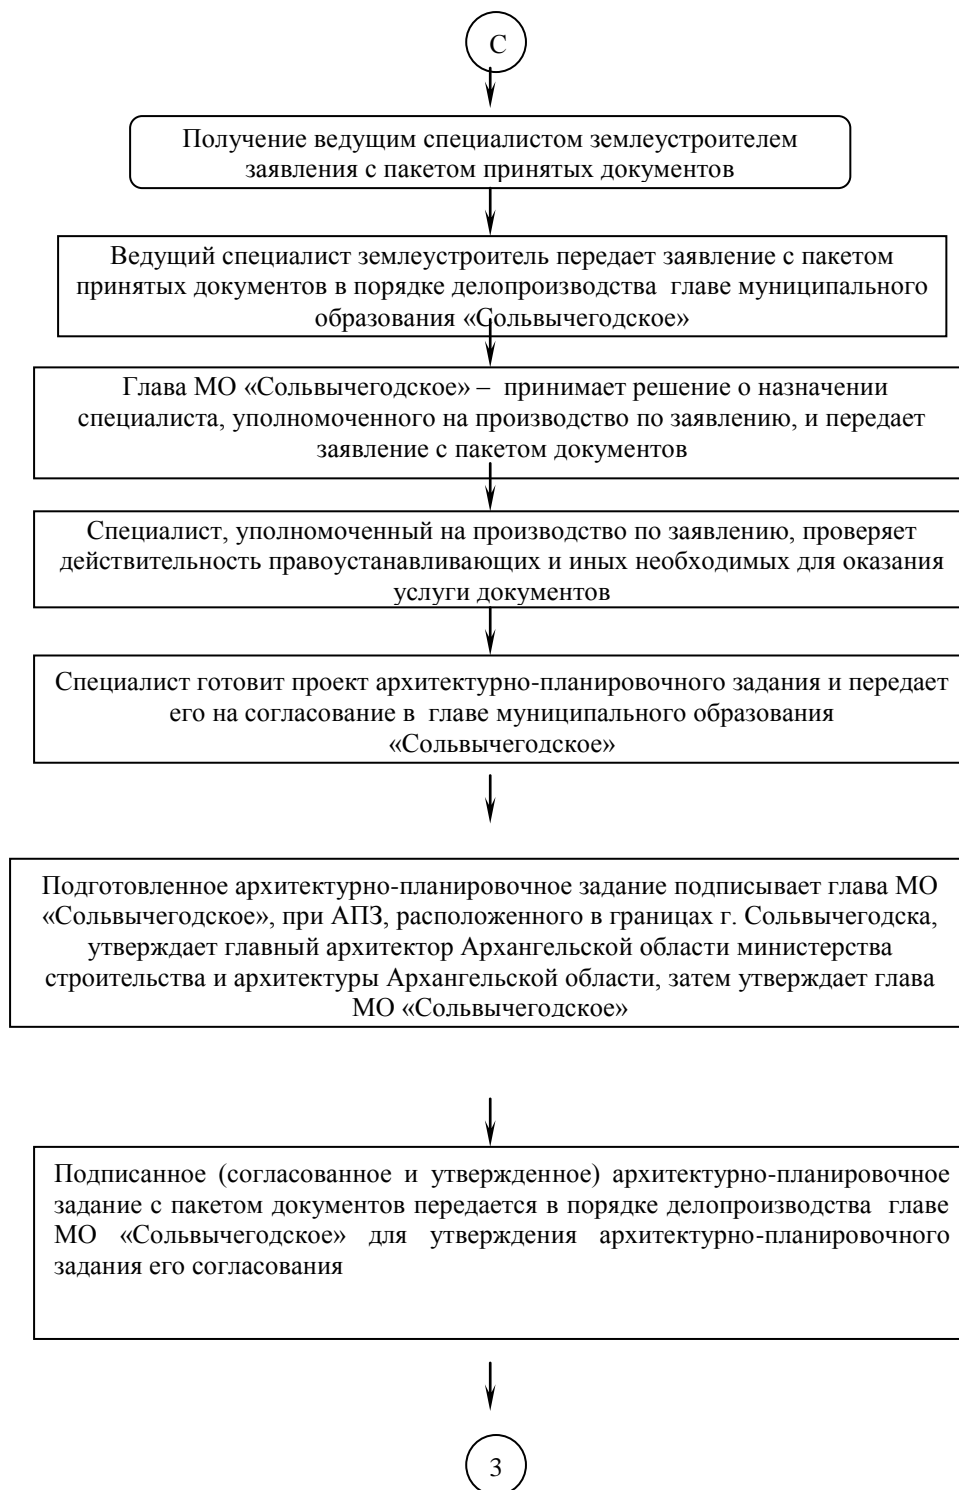 С
Получение ведущим специалистом землеустроителем
заявления с пакетом принятых документов
Ведущий специалист землеустроитель передает заявление с пакетом
принятых документов в порядке делопроизводства  главе муниципального
образования «Сольвычегодское»
Глава МО «Сольвычегодское» –  принимает решение о назначении
специалиста, уполномоченного на производство по заявлению, и передает
заявление с пакетом документов
Специалист, уполномоченный на производство по заявлению, проверяет
действительность правоустанавливающих и иных необходимых для оказания
услуги документов
Специалист готовит проект архитектурно-планировочного задания и передает
его на согласование в  главе муниципального образования
«Сольвычегодское»
Подготовленное архитектурно-планировочное задание подписывает глава МО
«Сольвычегодское», при АПЗ, расположенного в границах г. Сольвычегодска,
утверждает главный архитектор Архангельской области министерства
строительства и архитектуры Архангельской области, затем утверждает глава
МО «Сольвычегодское»
Подписанное (согласованное и утвержденное) архитектурно-планировочное
задание с пакетом документов передается в порядке делопроизводства  главе
МО «Сольвычегодское» для утверждения архитектурно-планировочного
задания его согласования
3